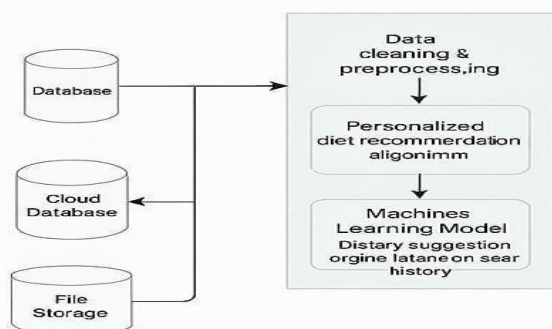 Database
Cloud
Database
File
Storage
Data
cleaning &
preprocess,ing
Personalized
diet recommerdation
aligonimm
Machines
Learning Model
Distary suggestion
orgine latane on sear
history